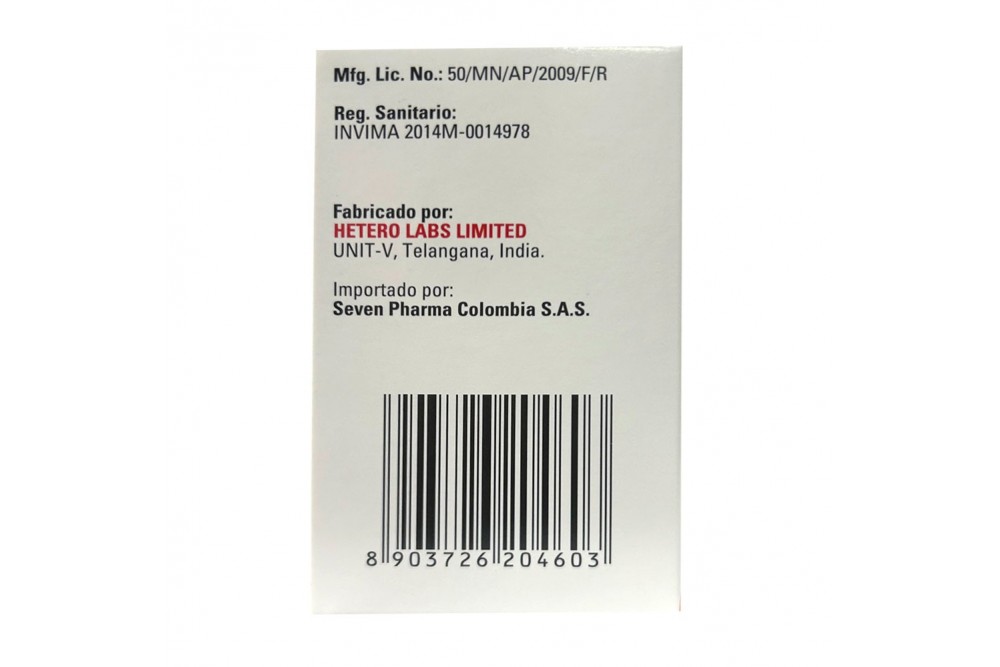 Mfg. Lic. No.: 50/MN/AP/2009/F/R
Reg. Sanitario:
INVIMA 2014M-0014978
Fabricado por:
HETERO LABS LIMITED
UNIT-V, Telangana, India.
Importado por:
Seven Pharma Colombia S.A.S.
8 903726 204603